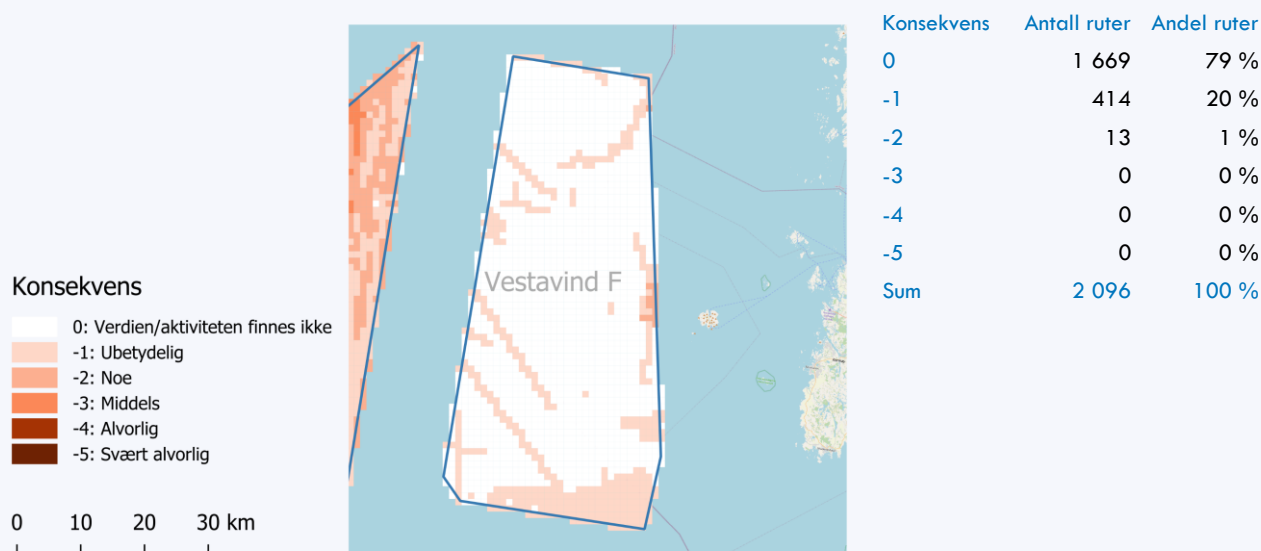 Konsekvens Antall ruter Andel ruter
0 1 669 79 %
-1 414 20 %
-2 13 1 %
-3 0 0 %
-4 0 0 %
-5 0 0 %
Sum 2 096 100 %
Vestavind F
Konsekvens
0: Verdien/aktiviteten finnes ikke
-1: Ubetydelig
-2: Noe
-3: Middels
-4: Alvorlig
-5: Svært alvorlig
0 10 20 30 km